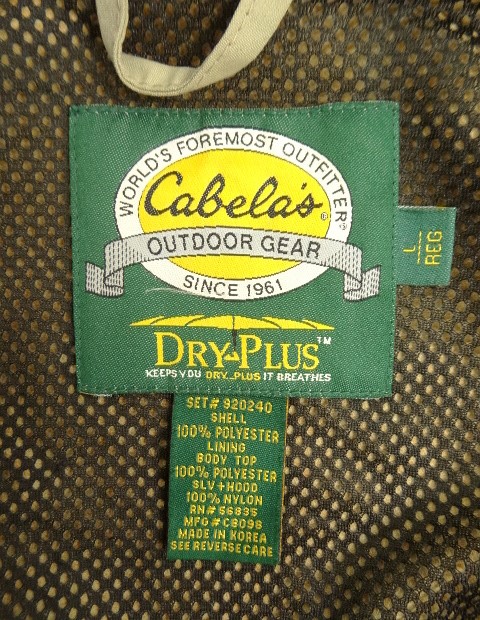 WORLD'S FOREMOST OUTFITTER®
Cabela's©
OUTDOOR GEAR
SINCE 1961
L/REG
DRY-PLUS™
KEEPS YOU DRY...PLUS IT BREATHES
SET# 920240
SHELL
100% POLYESTER
LINING
BODY TOP
100% POLYESTER
SLV+HOOD
100% NYLON
RN# 56835
MFG #CB096
MADE IN KOREA
SEE REVERSE CARE